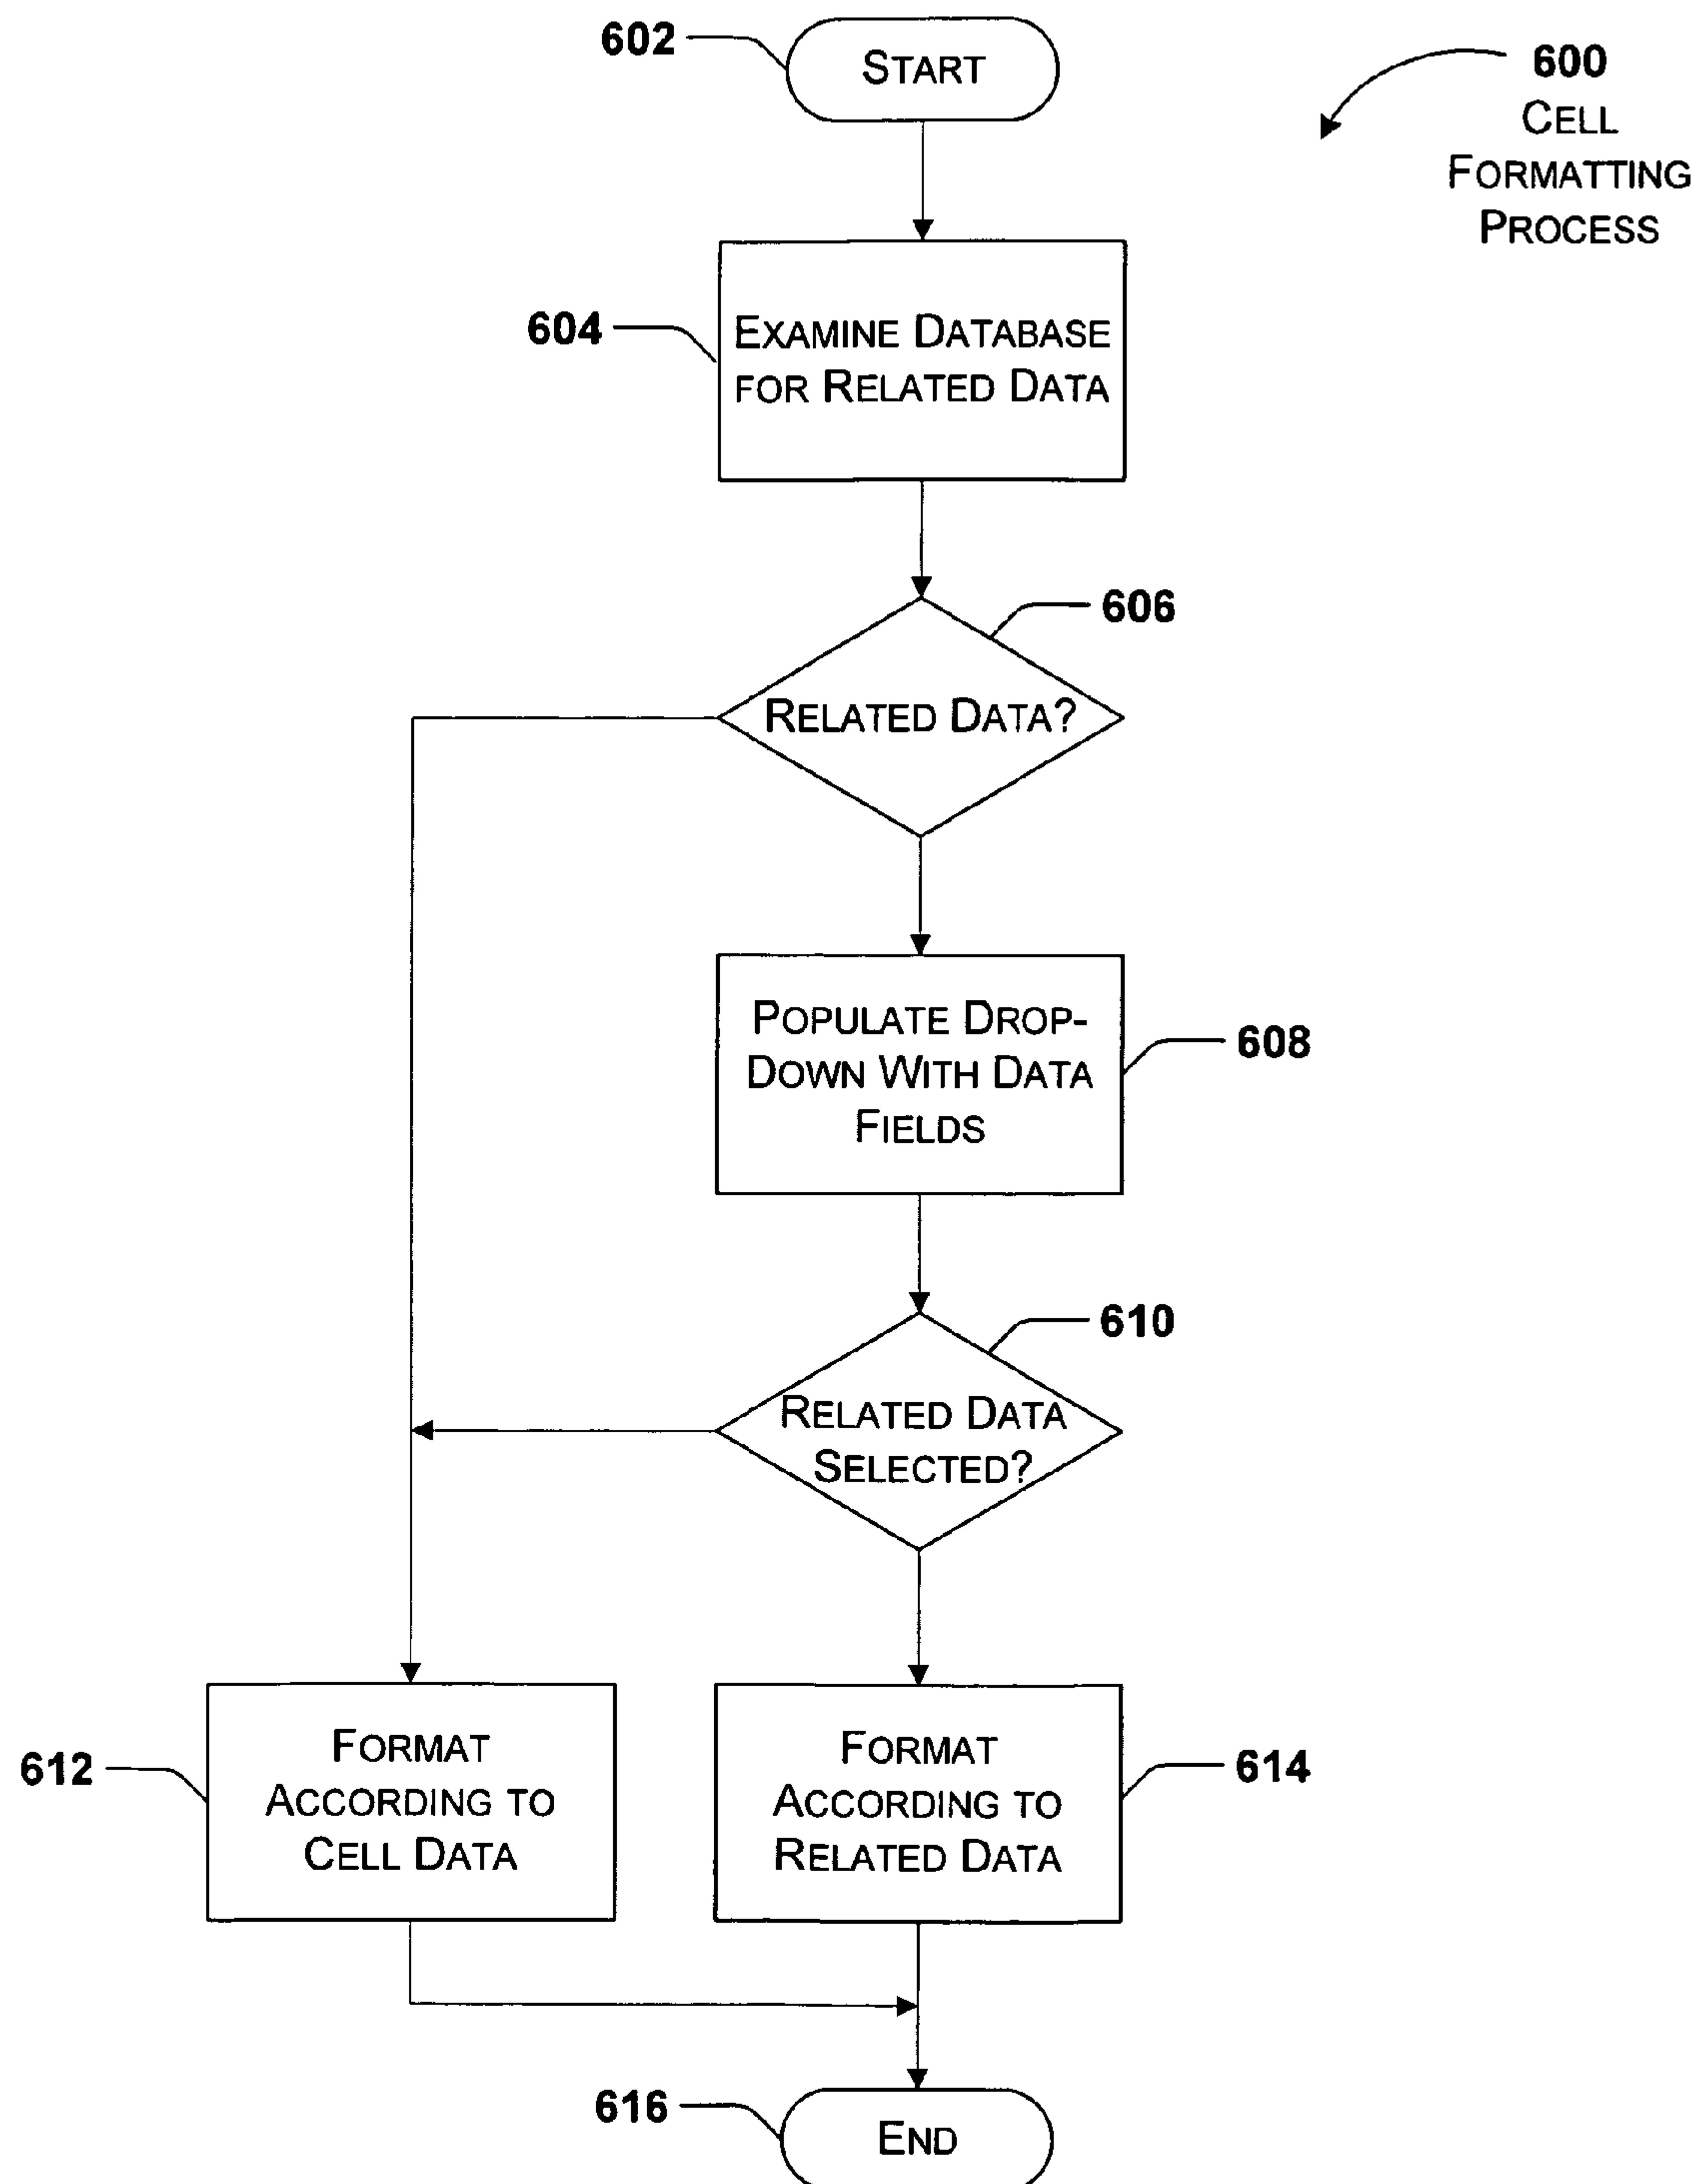 602
START
600
CELL
FORMATTING
PROCESS
604
EXAMINE DATABASE
FOR RELATED DATA
606
RELATED DATA?
POPULATE DROP-
DOWN WITH DATA
FIELDS
608
610
RELATED DATA
SELECTED?
612
FORMAT
ACCORDING TO
CELL DATA
FORMAT
ACCORDING TO
RELATED DATA
614
616
END